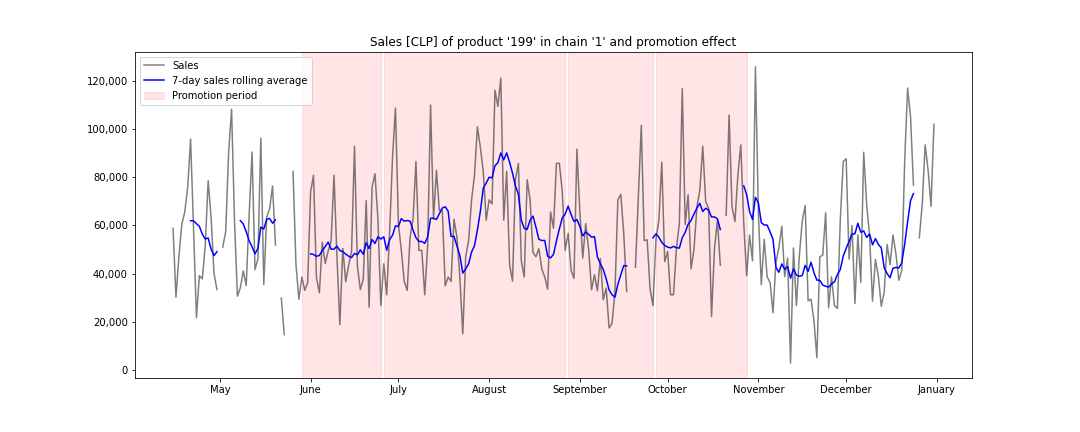 Sales [CLP] of product '199' in chain '1' and promotion effect
Sales
7-day sales rolling average
Promotion period
120,000
100,000
80,000
60,000
40,000
20,000
0
May June July August September October November December January